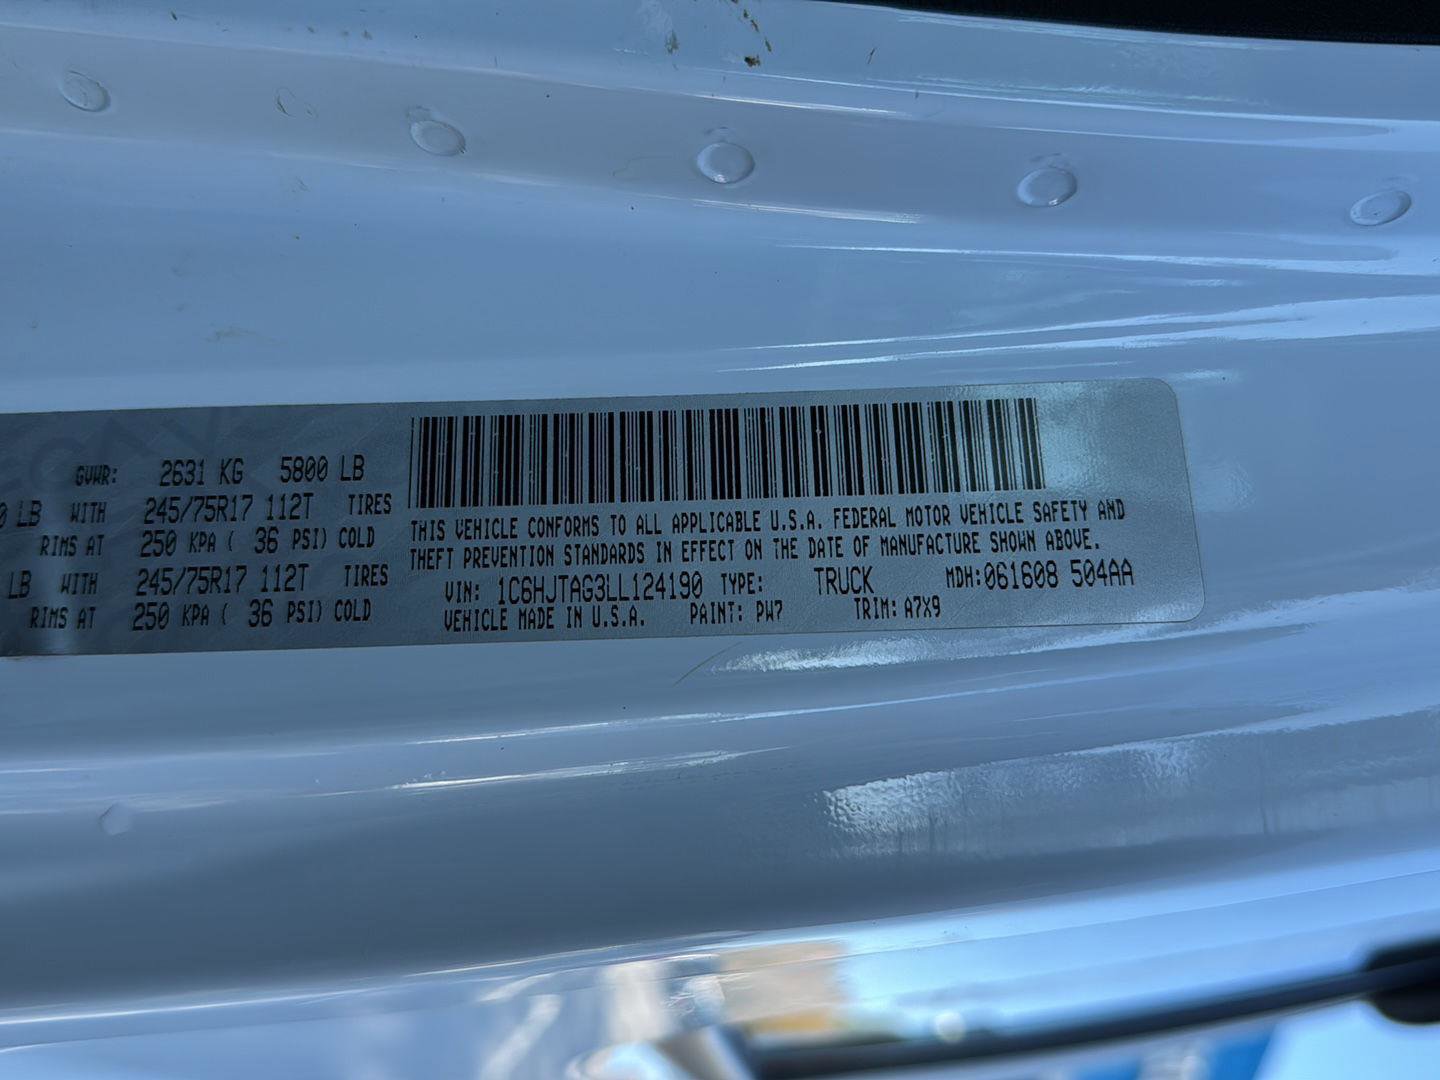 GVWR: 2631 KG 5800 LB
LB WITH 245/75R17 112T TIRES
RIMS AT 250 KPA ( 36 PSI) COLD
LB WITH 245/75R17 112T TIRES
RIMS AT 250 KPA ( 36 PSI) COLD
THIS VEHICLE CONFORMS TO ALL APPLICABLE U.S.A. FEDERAL MOTOR VEHICLE SAFETY AND
THEFT PREVENTION STANDARDS IN EFFECT ON THE DATE OF MANUFACTURE SHOWN ABOVE.
VIN: 1C6HJTAG3LL124190 TYPE: TRUCK MDH:061608 504AA
VEHICLE MADE IN U.S.A. PAINT: PW7 TRIM: A7X9